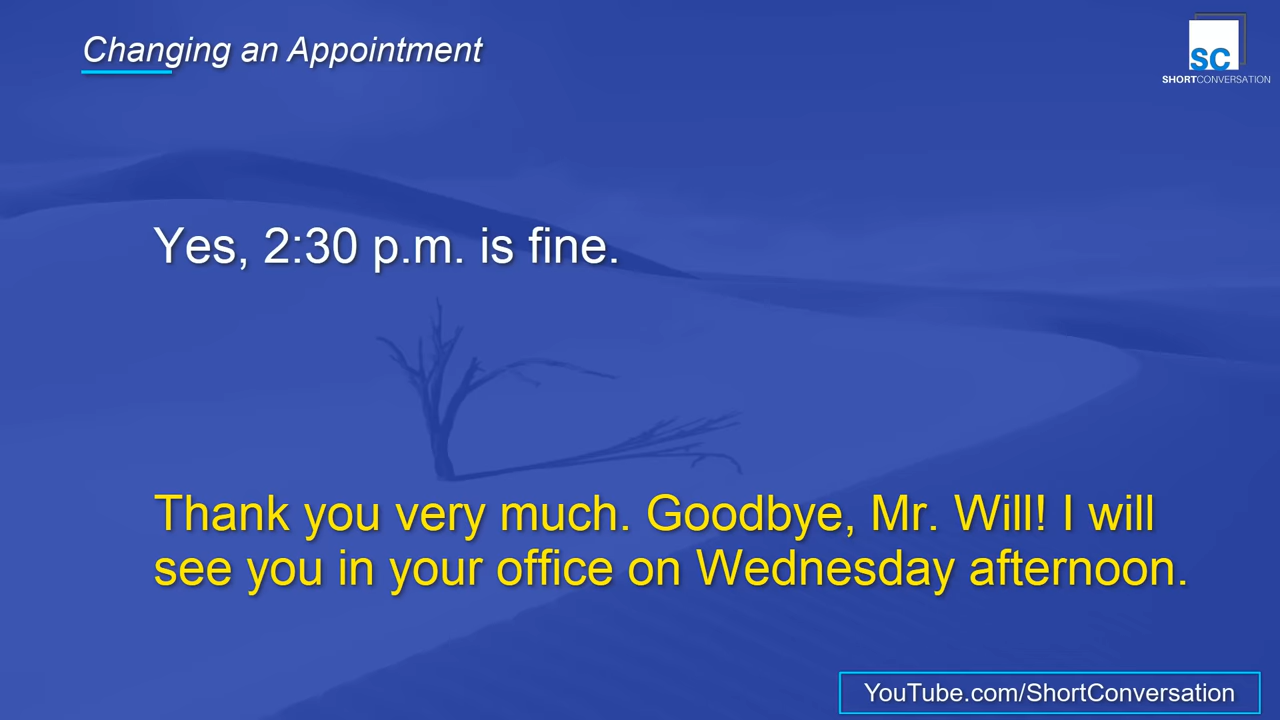 Changing an Appointment
SC
SHORTCONVERSATION
Yes, 2:30 p.m. is fine.
Thank you very much. Goodbye, Mr. Will! I will
see you in your office on Wednesday afternoon.
YouTube.com/ShortConversation